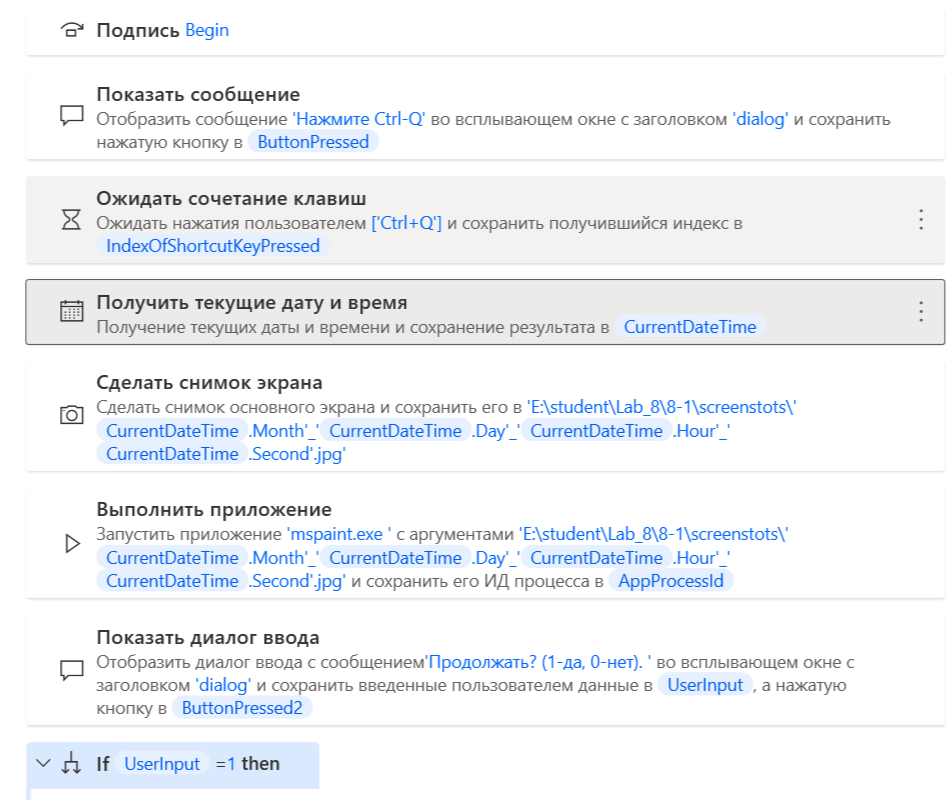 Подпись Begin
Показать сообщение
Отобразить сообщение 'Нажмите Ctrl-Q' во всплывающем окне с заголовком 'dialog' и сохранить
нажатую кнопку в ButtonPressed
Ожидать сочетание клавиш
Ожидать нажатия пользователем ['Ctrl+Q'] и сохранить получившийся индекс в
IndexOfShortcutKeyPressed
Получить текущие дату и время
Получение текущих даты и времени и сохранение результата в CurrentDateTime
Сделать снимок экрана
Сделать снимок основного экрана и сохранить его в 'E:\student\Lab_8\8-1\screenstots\'
CurrentDateTime .Month'_' CurrentDateTime .Day'_' CurrentDateTime .Hour'_'
CurrentDateTime .Second'.jpg'
Выполнить приложение
Запустить приложение 'mspaint.exe ' с аргументами 'E:\student\Lab_8\8-1\screenstots\'
CurrentDateTime .Month'_' CurrentDateTime .Day'_' CurrentDateTime .Hour'_'
CurrentDateTime .Second'.jpg' и сохранить его ИД процесса в AppProcessId
Показать диалог ввода
Отобразить диалог ввода с сообщением'Продолжать? (1-да, 0-нет). ' во всплывающем окне с
заголовком 'dialog' и сохранить введенные пользователем данные в UserInput , а нажатую
кнопку в ButtonPressed2
If UserInput =1 then